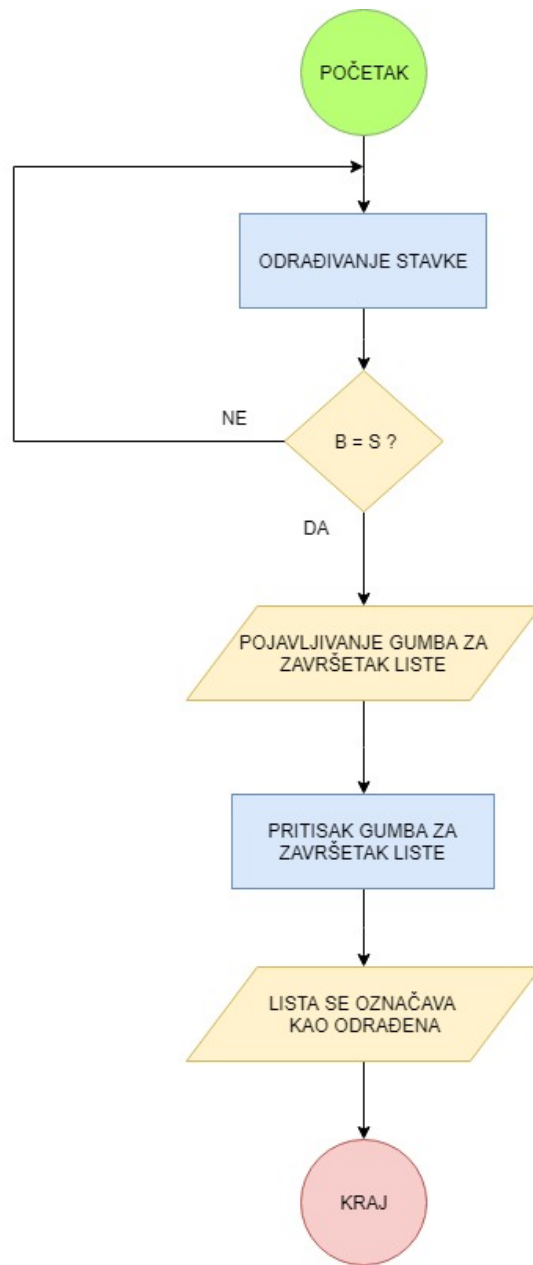 POČETAK
ODRAĐIVANJE STAVKE
NE
B = S ?
DA
POJAVLJIVANJE GUMBA ZA
ZAVRŠETAK LISTE
PRITISAK GUMBA ZA
ZAVRŠETAK LISTE
LISTA SE OZNAČAVA
KAO ODRAĐENA
KRAJ